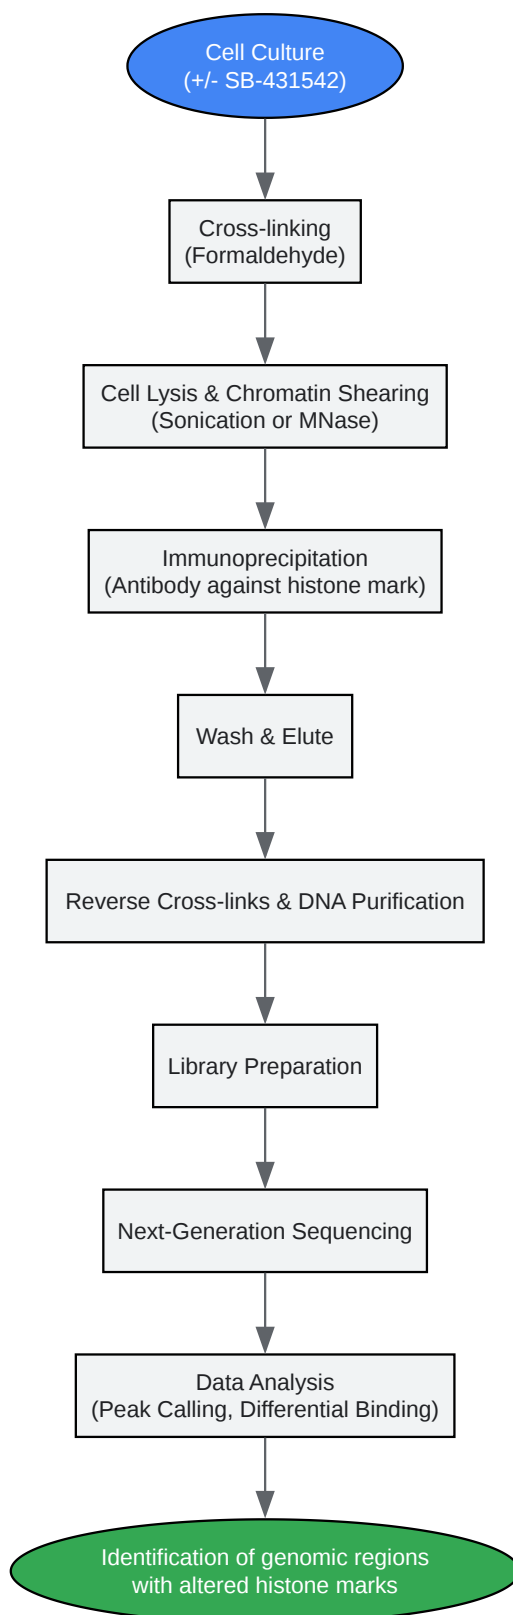 Cell Culture
(+/- SB-431542)
Cross-linking
(Formaldehyde)
Cell Lysis & Chromatin Shearing
(Sonication or MNase)
Immunoprecipitation
(Antibody against histone mark)
Wash & Elute
Reverse Cross-links & DNA Purification
Library Preparation
Next-Generation Sequencing
Data Analysis
(Peak Calling, Differential Binding)
Identification of genomic regions
with altered histone marks